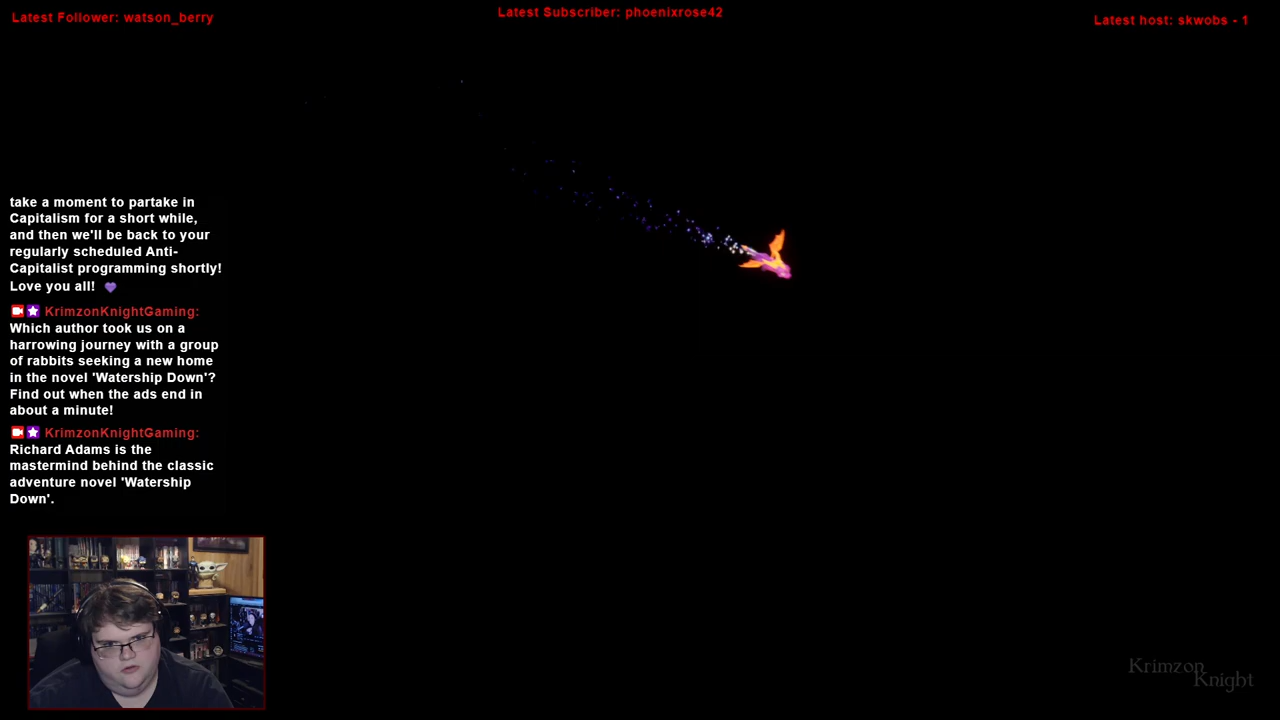 Latest Follower: watson_berry
Latest Subscriber: phoenixrose42
Latest host: skwobs - 1
take a moment to partake in
Capitalism for a short while,
and then we'll be back to your
regularly scheduled Anti-
Capitalist programming shortly!
Love you all! 💜
KrimzonKnightGaming:
Which author took us on a
harrowing journey with a group
of rabbits seeking a new home
in the novel 'Watership Down'?
Find out when the ads end in
about a minute!
KrimzonKnightGaming:
Richard Adams is the
mastermind behind the classic
adventure novel 'Watership
Down'.
Krimzon
Knight